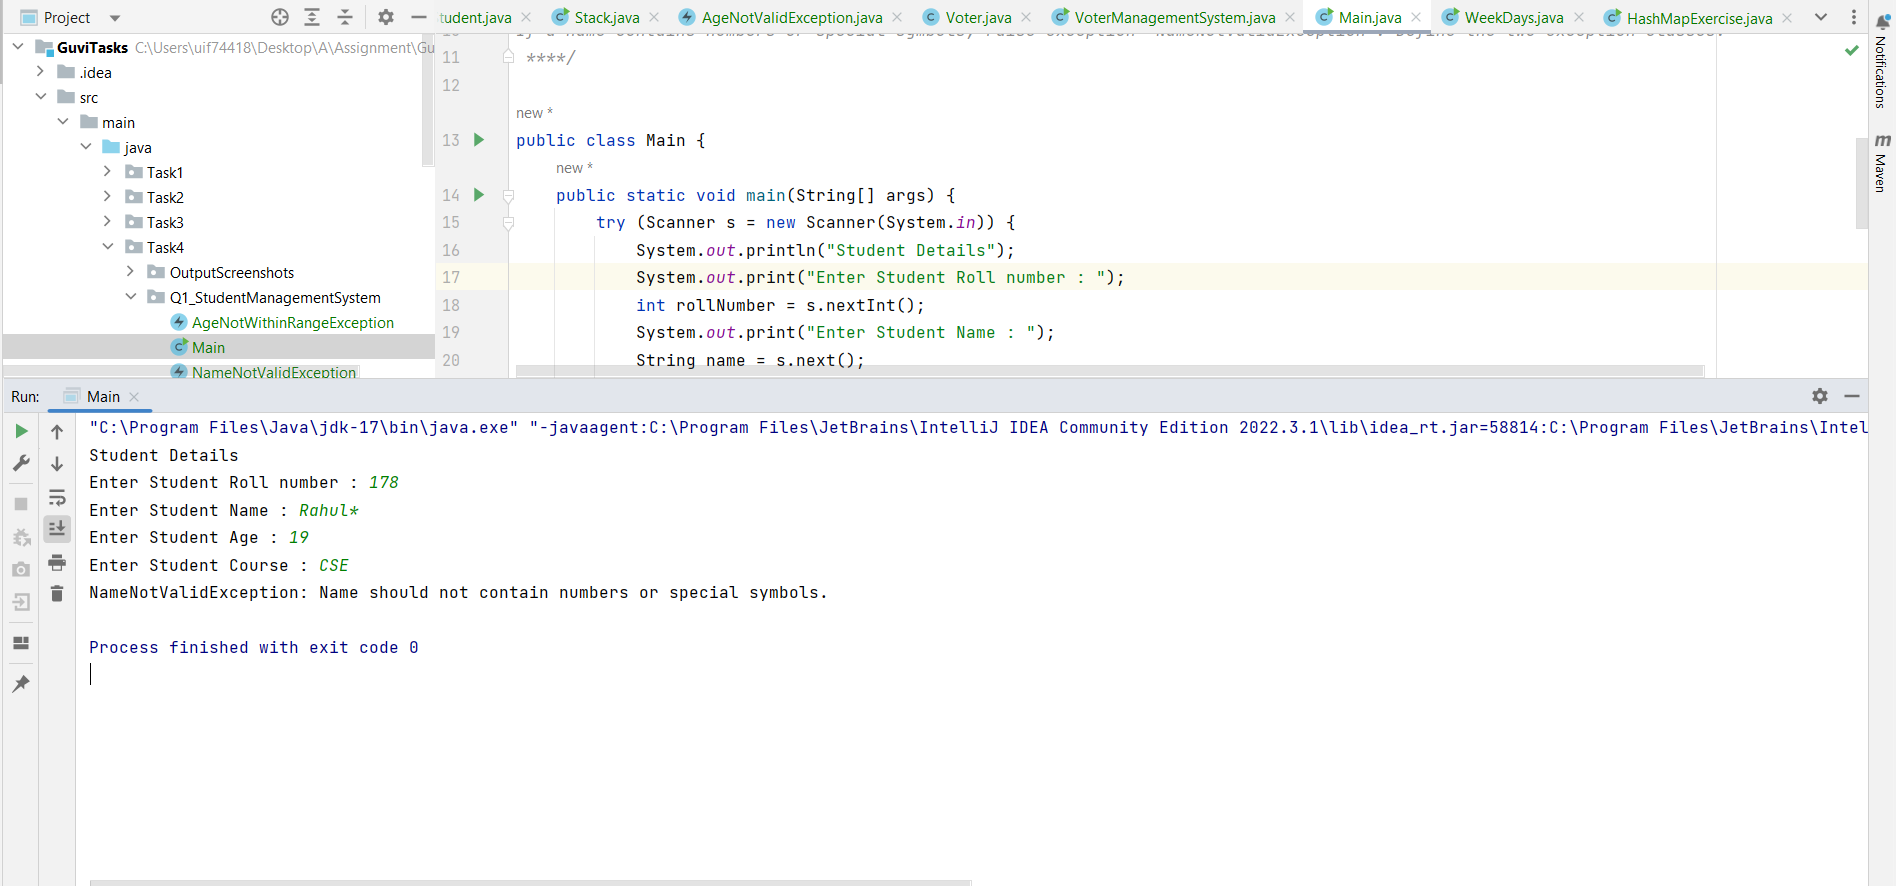 Project
tudent.java
Stack.java
AgeNotValidException.java
Voter.java
VoterManagementSystem.java
Main.java
WeekDays.java
HashMapExercise.java
GuviTasks C:\Users\uif74418\Desktop\A\Assignment\Gu
.idea
src
main
java
Task1
Task2
Task3
Task4
OutputScreenshots
Q1_StudentManagementSystem
AgeNotWithinRangeException
Main
NameNotValidException
11 ****/
12
new *
13 public class Main {
new *
14 public static void main(String[] args) {
15 try (Scanner s = new Scanner(System.in)) {
16 System.out.println("Student Details");
17 System.out.print("Enter Student Roll number : ");
18 int rollNumber = s.nextInt();
19 System.out.print("Enter Student Name : ");
20 String name = s.next();
Notifications
m Maven
Run: Main
"C:\Program Files\Java\jdk-17\bin\java.exe" "-javaagent:C:\Program Files\JetBrains\IntelliJ IDEA Community Edition 2022.3.1\lib\idea_rt.jar=58814:C:\Program Files\JetBrains\Intel
Student Details
Enter Student Roll number : 178
Enter Student Name : Rahul*
Enter Student Age : 19
Enter Student Course : CSE
NameNotValidException: Name should not contain numbers or special symbols.
Process finished with exit code 0